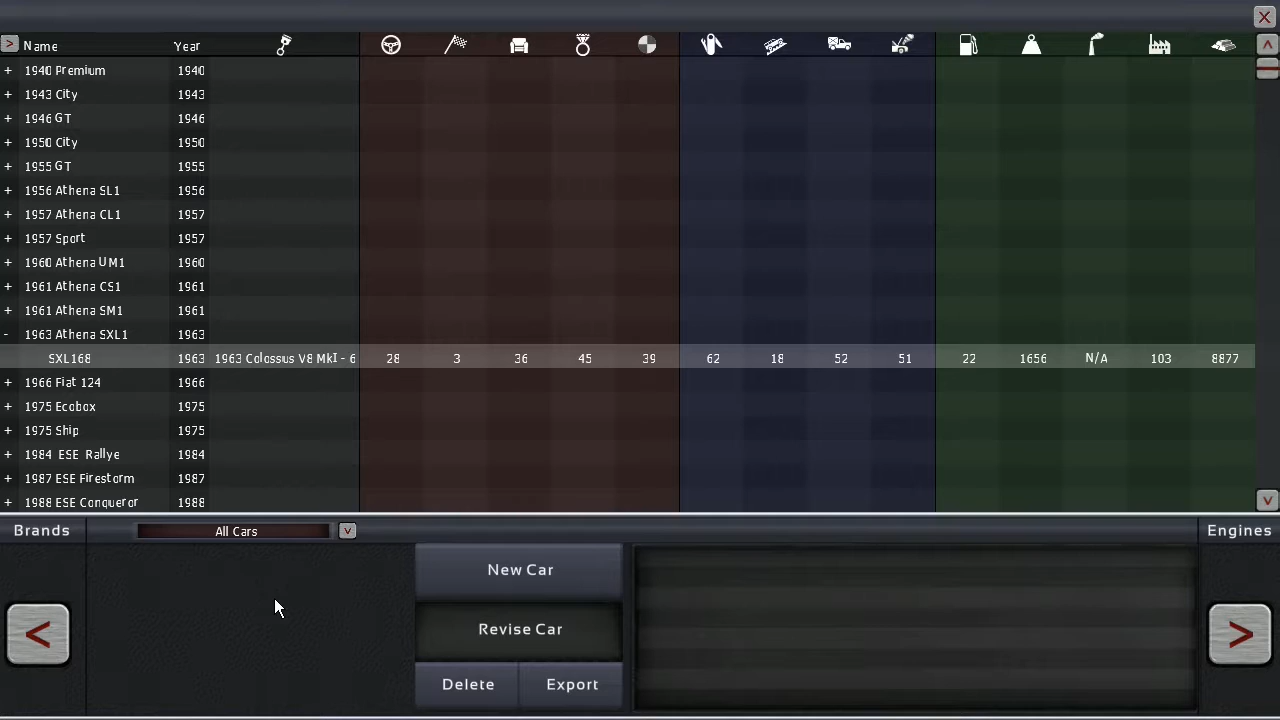 > Name Year
+ 1940 Premium 1940
+ 1943 City 1943
+ 1946 GT 1946
+ 1950 City 1950
+ 1955 GT 1955
+ 1956 Athena SL1 1956
+ 1957 Athena CL1 1957
+ 1957 Sport 1957
+ 1960 Athena UM1 1960
+ 1961 Athena CS1 1961
+ 1961 Athena SM1 1961
- 1963 Athena SXL1 1963
SXL168 1963 1963 Colossus V8 MkI - 6 28 3 36 45 39 62 18 52 51 22 1656 N/A 103 8877
+ 1966 Fiat 124 1966
+ 1975 Ecobox 1975
+ 1975 Ship 1975
+ 1984 ESE Rallye 1984
+ 1987 ESE Firestorm 1987
+ 1988 ESE Conqueror 1988
Brands All Cars Engines
New Car
Revise Car
Delete Export
< >